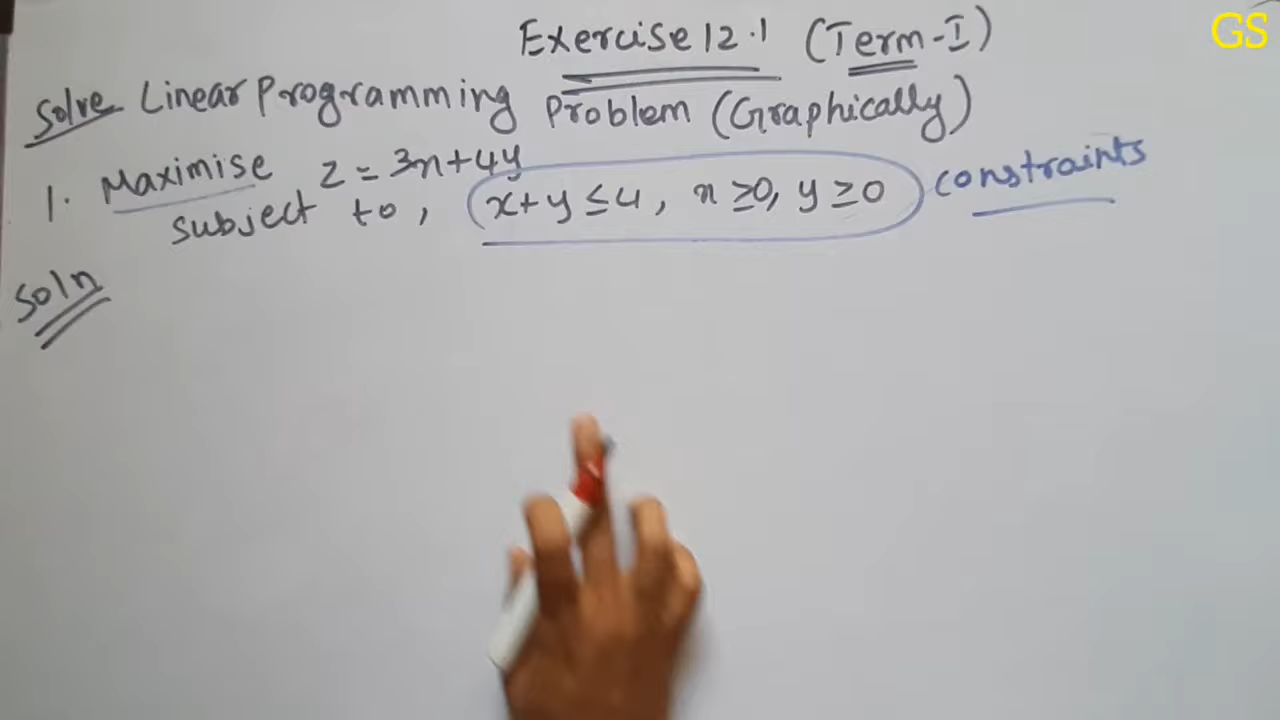 Exercise 12.1 (Term-I)
GS
Solve Linear Programming Problem (Graphically)
1. Maximise z = 3x+4y
subject to, x+y ≤ 4, x ≥ 0, y ≥ 0 constraints
Soln